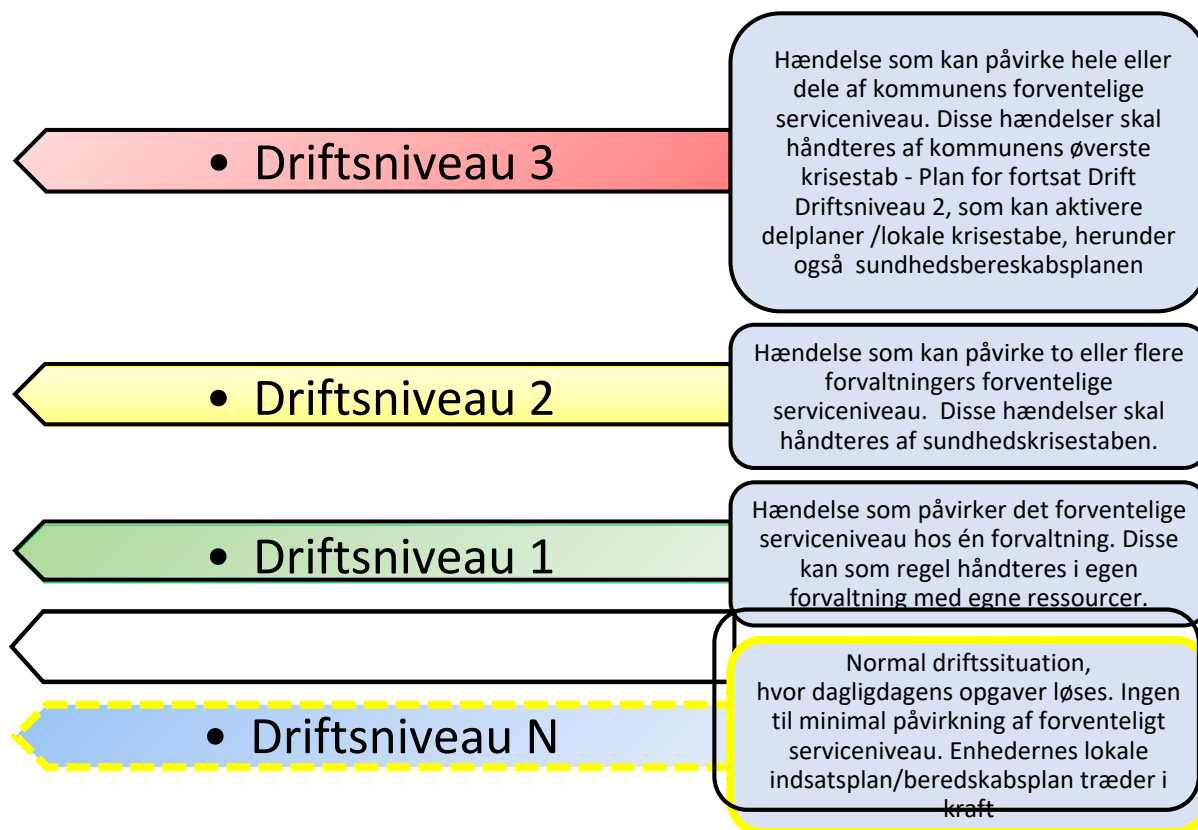 • Driftsniveau 3
Hændelse som kan påvirke hele eller
dele af kommunens forventelige
serviceniveau. Disse hændelser skal
håndteres af kommunens øverste
krisestab - Plan for fortsat Drift
Driftsniveau 2, som kan aktivere
delplaner /lokale krisestabe, herunder
også sundhedsbereskabsplanen
• Driftsniveau 2
Hændelse som kan påvirke to eller flere
forvaltningers forventelige
serviceniveau. Disse hændelser skal
håndteres af sundhedskrisestaben.
• Driftsniveau 1
Hændelse som påvirker det forventelige
serviceniveau hos én forvaltning. Disse
kan som regel håndteres i egen
forvaltning med egne ressourcer.
• Driftsniveau N
Normal driftssituation,
hvor dagligdagens opgaver løses. Ingen
til minimal påvirkning af forventeligt
serviceniveau. Enhedernes lokale
indsatsplan/beredskabsplan træder i
kraft